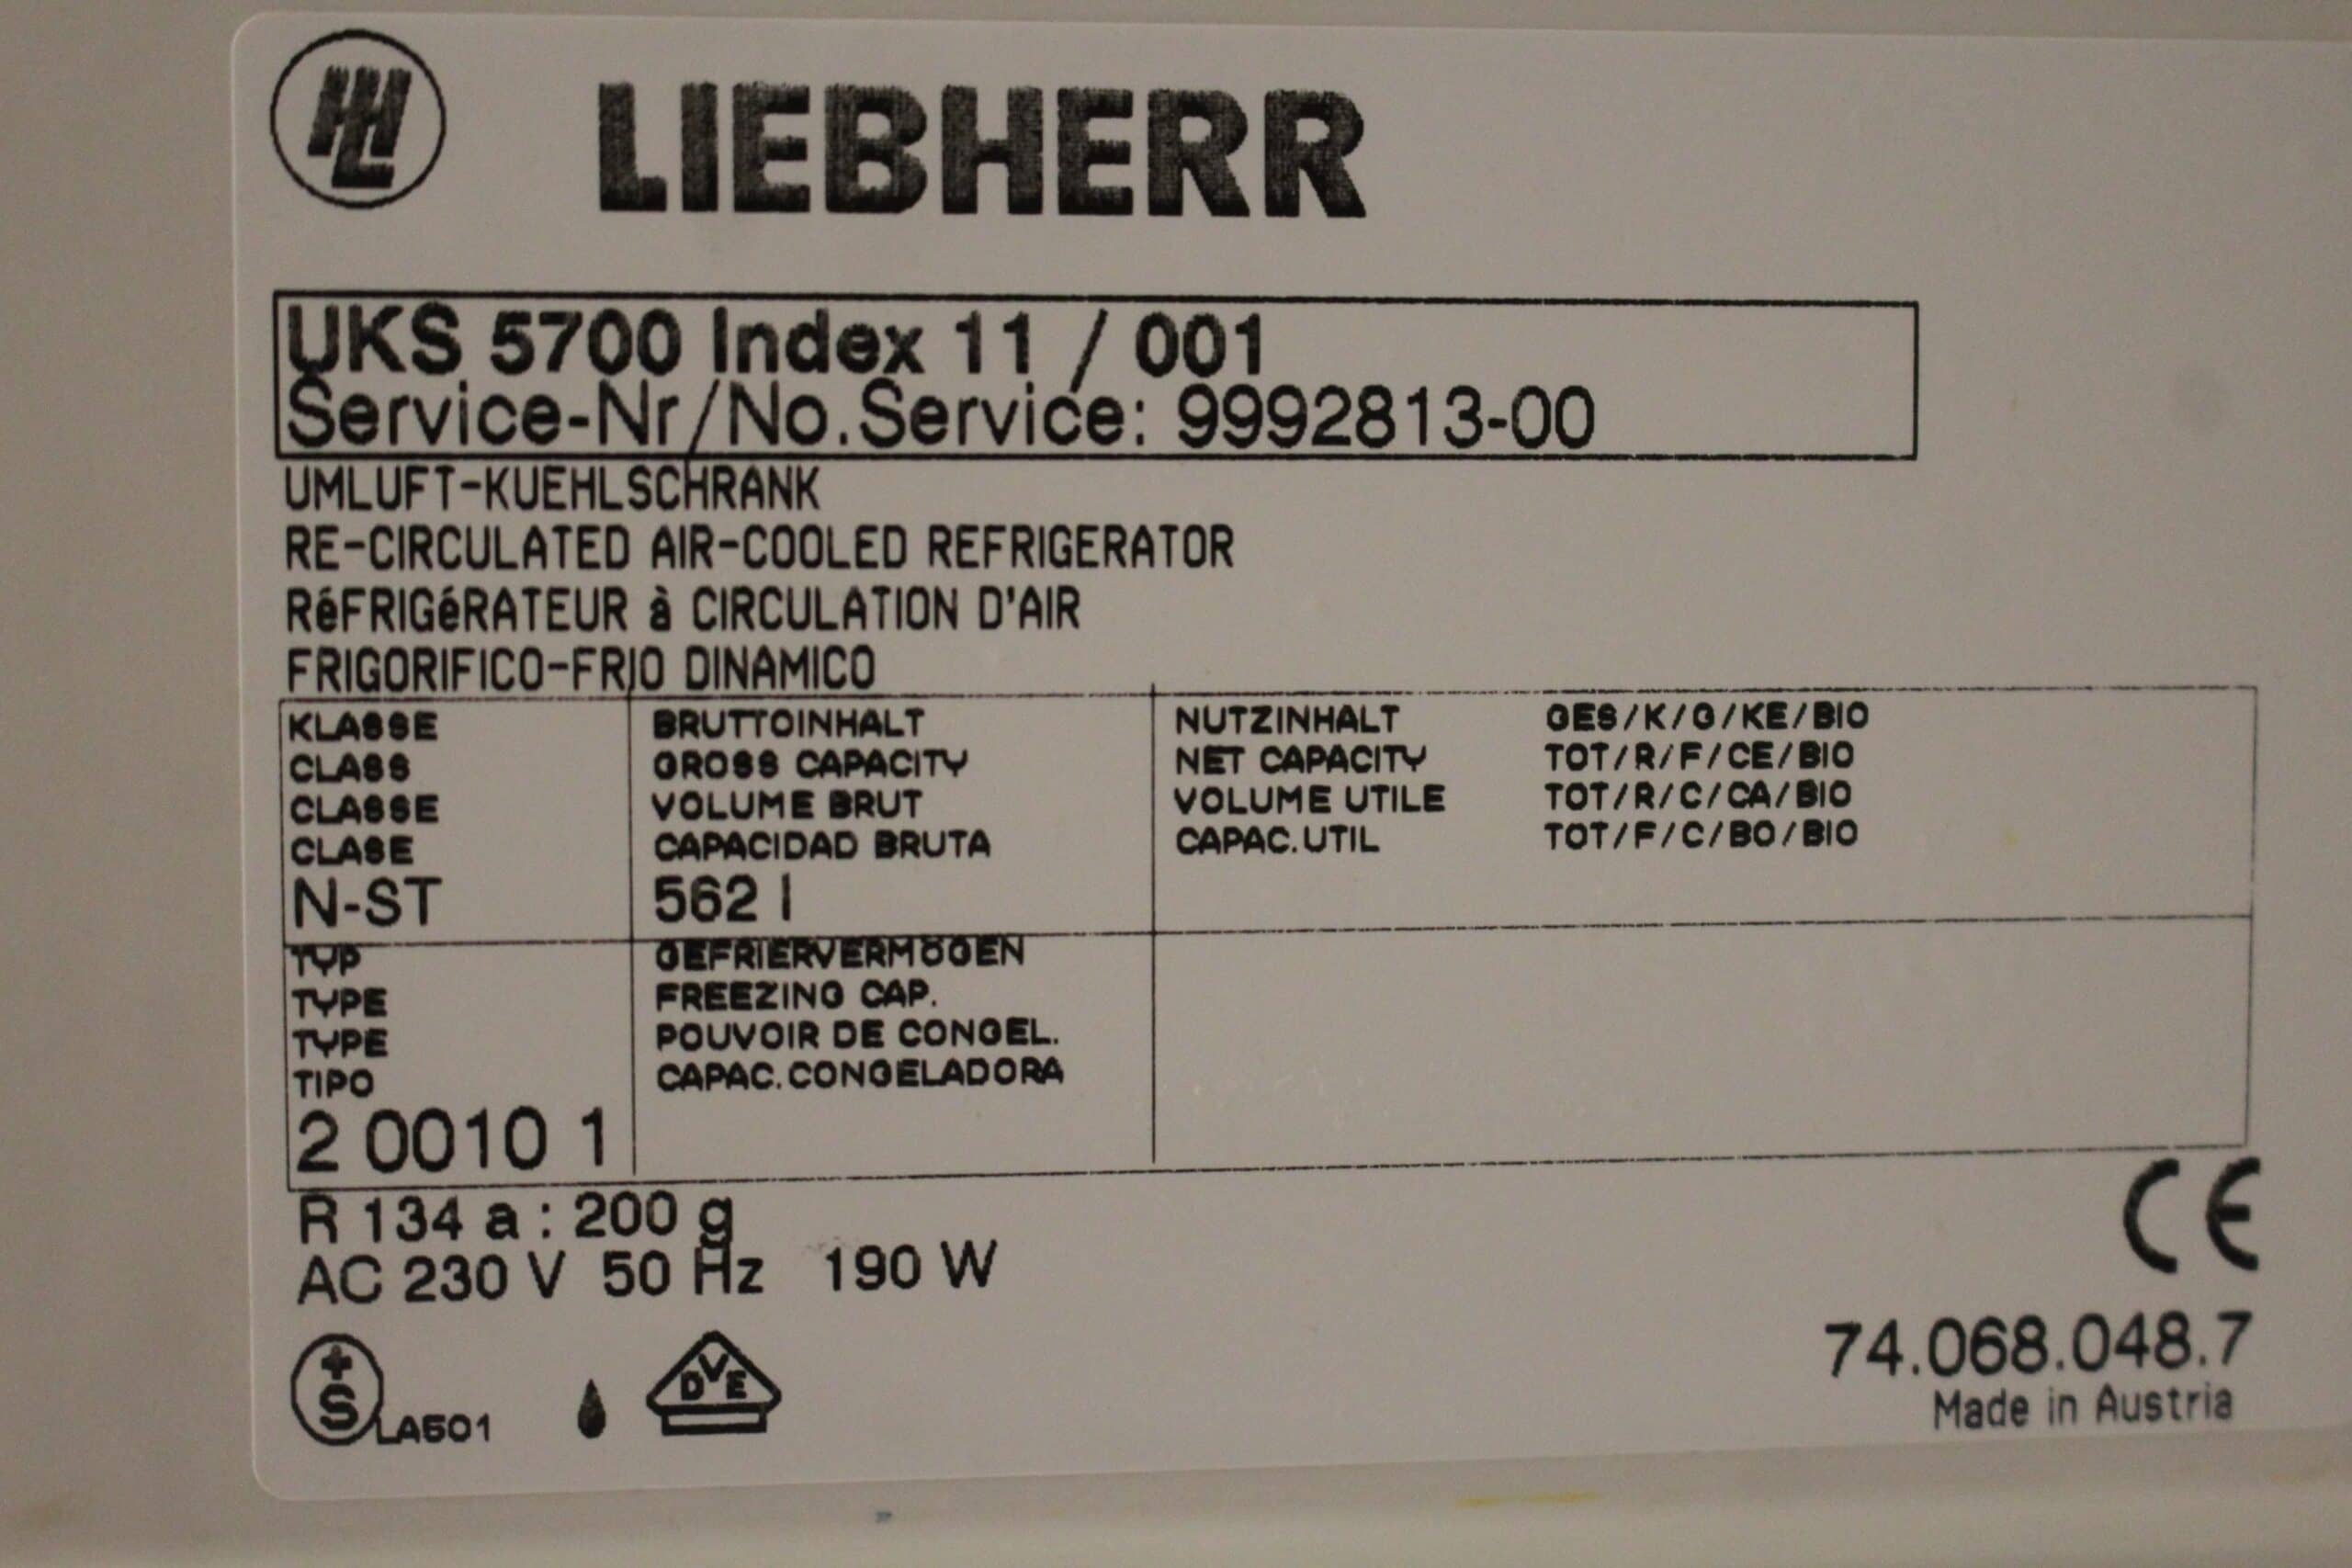 LIEBHERR
UKS 5700 Index 11 / 001
Service-Nr/No.Service: 9992813-00
UMLUFT-KUEHLSCHRANK
RE-CIRCULATED AIR-COOLED REFRIGERATOR
RéFRIGéRATEUR à CIRCULATION D'AIR
FRIGORIFICO-FRIO DINAMICO
KLASSE BRUTTOINHALT NUTZINHALT GES/K/G/KE/BIO
CLASS GROSS CAPACITY NET CAPACITY TOT/R/F/CE/BIO
CLASSE VOLUME BRUT VOLUME UTILE TOT/R/C/CA/BIO
CLASE CAPACIDAD BRUTA CAPAC.UTIL TOT/F/C/BO/BIO
N-ST 562 l
TYP GEFRIERVERMÖGEN
TYPE FREEZING CAP.
TYPE POUVOIR DE CONGEL.
TIPO CAPAC.CONGELADORA
2 0010 1
R 134 a : 200 g
AC 230 V 50 Hz 190 W
CE
+S LA501
DVE
74.068.048.7
Made in Austria